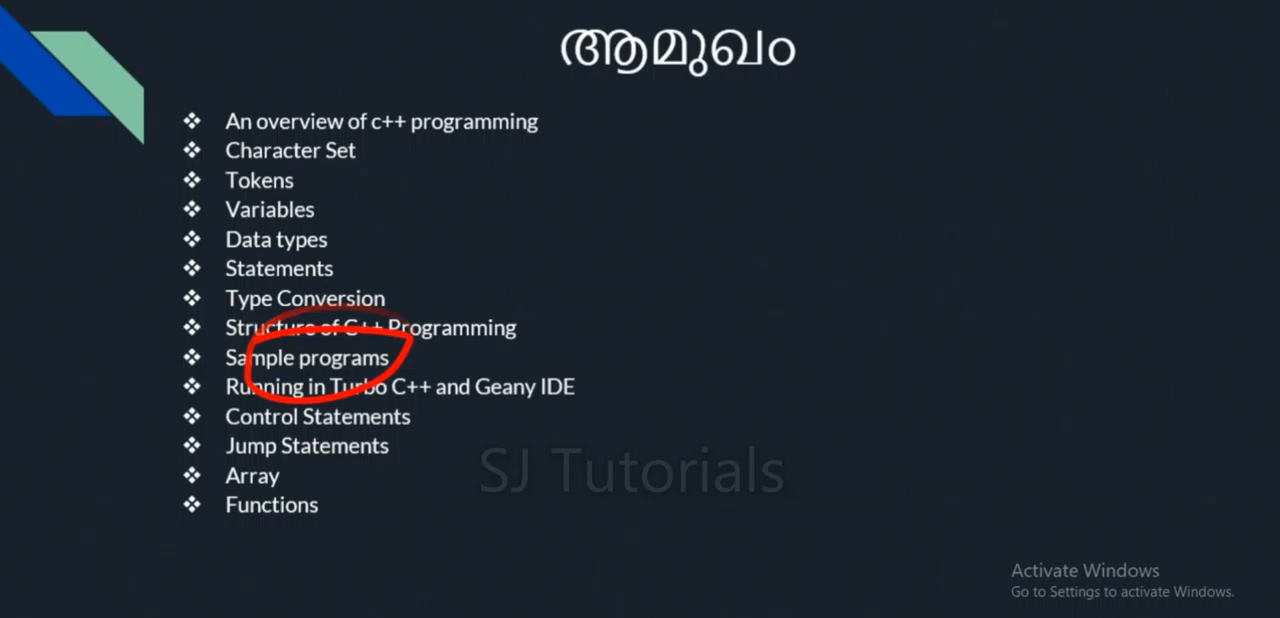 ആമുഖം
An overview of c++ programming
Character Set
Tokens
Variables
Data types
Statements
Type Conversion
Structure of C++ Programming
Sample programs
Running in Turbo C++ and Geany IDE
Control Statements
Jump Statements
Array
Functions
SJ Tutorials
Activate Windows
Go to Settings to activate Windows.